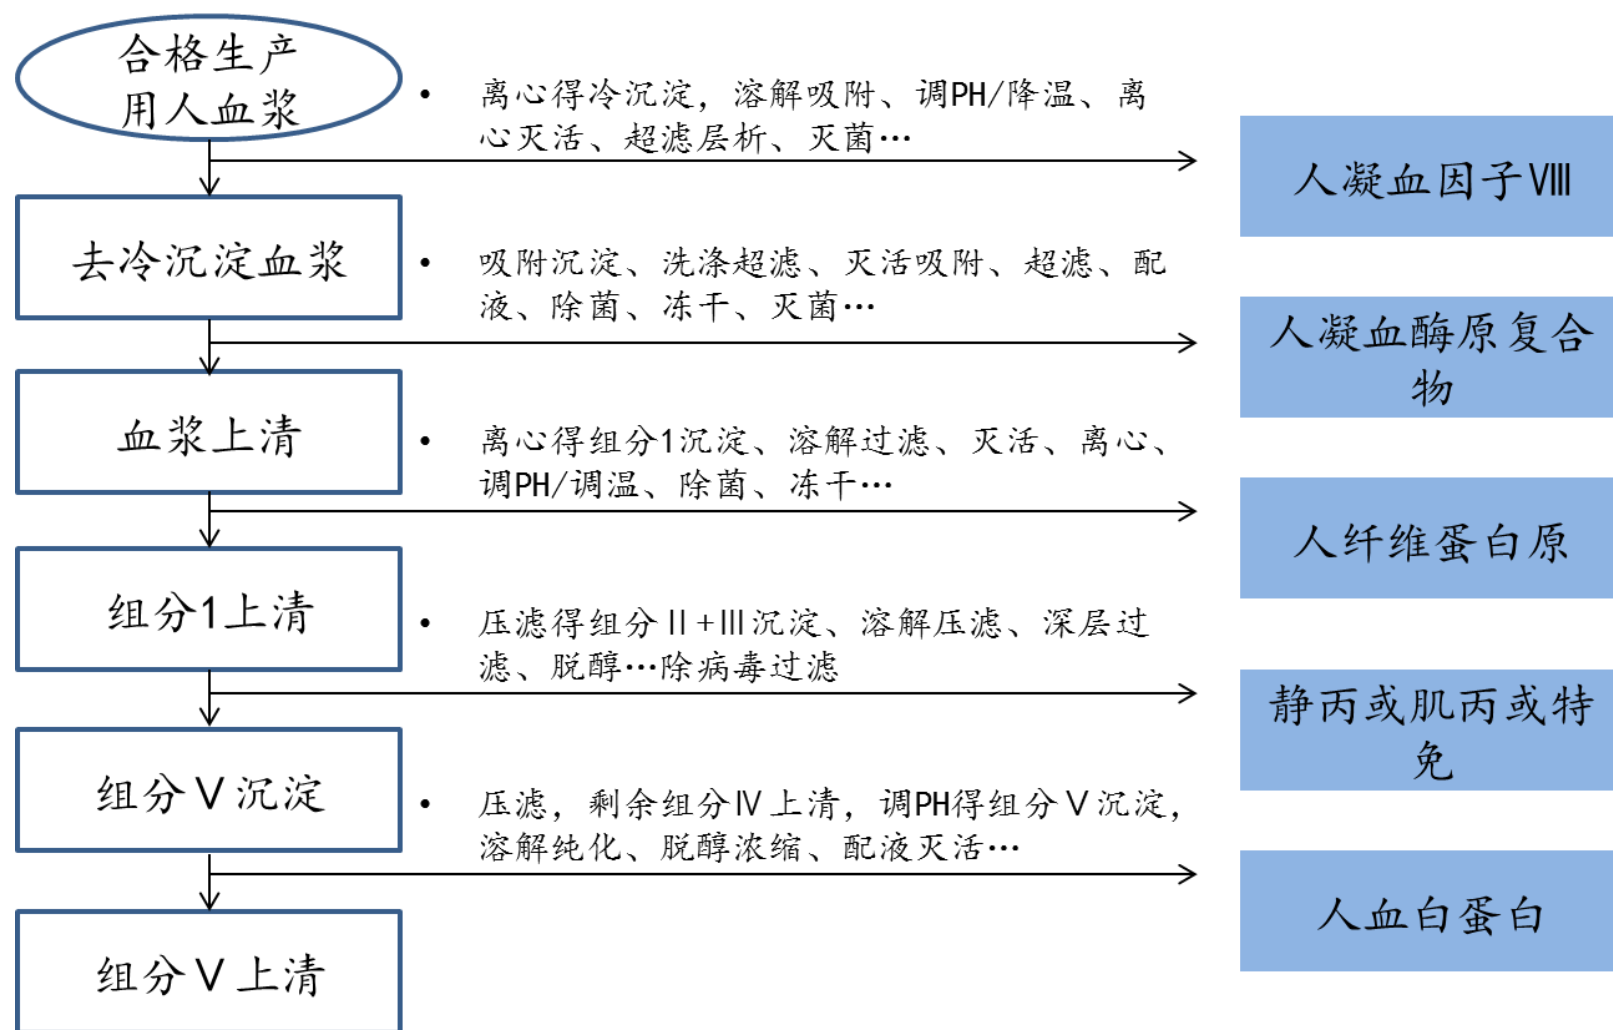 合格生产
用人血浆
• 离心得冷沉淀，溶解吸附、调PH/降温、离
心灭活、超滤层析、灭菌…
人凝血因子Ⅷ
去冷沉淀血浆
• 吸附沉淀、洗涤超滤、灭活吸附、超滤、配
液、除菌、冻干、灭菌…
人凝血酶原复合
物
血浆上清
• 离心得组分1沉淀、溶解过滤、灭活、离心、
调PH/调温、除菌、冻干…
人纤维蛋白原
组分1上清
• 压滤得组分Ⅱ+Ⅲ沉淀、溶解压滤、深层过
滤、脱醇…除病毒过滤
静丙或肌丙或特
免
组分Ⅴ沉淀
• 压滤，剩余组分Ⅳ上清，调PH得组分Ⅴ沉淀，
溶解纯化、脱醇浓缩、配液灭活…
人血白蛋白
组分Ⅴ上清